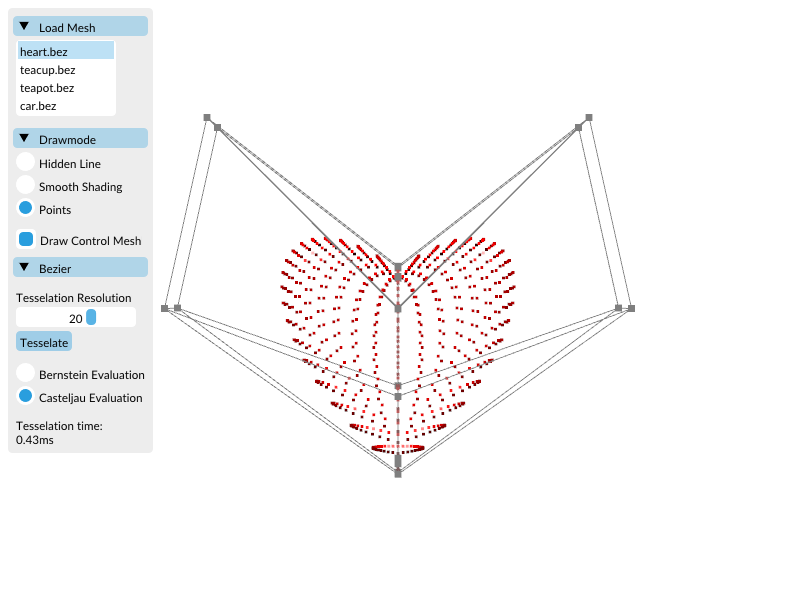 Load Mesh
heart.bez
teacup.bez
teapot.bez
car.bez
Drawmode
Hidden Line
Smooth Shading
Points
Draw Control Mesh
Bezier
Tesselation Resolution
20
Tesselate
Bernstein Evaluation
Casteljau Evaluation
Tesselation time:
0.43ms